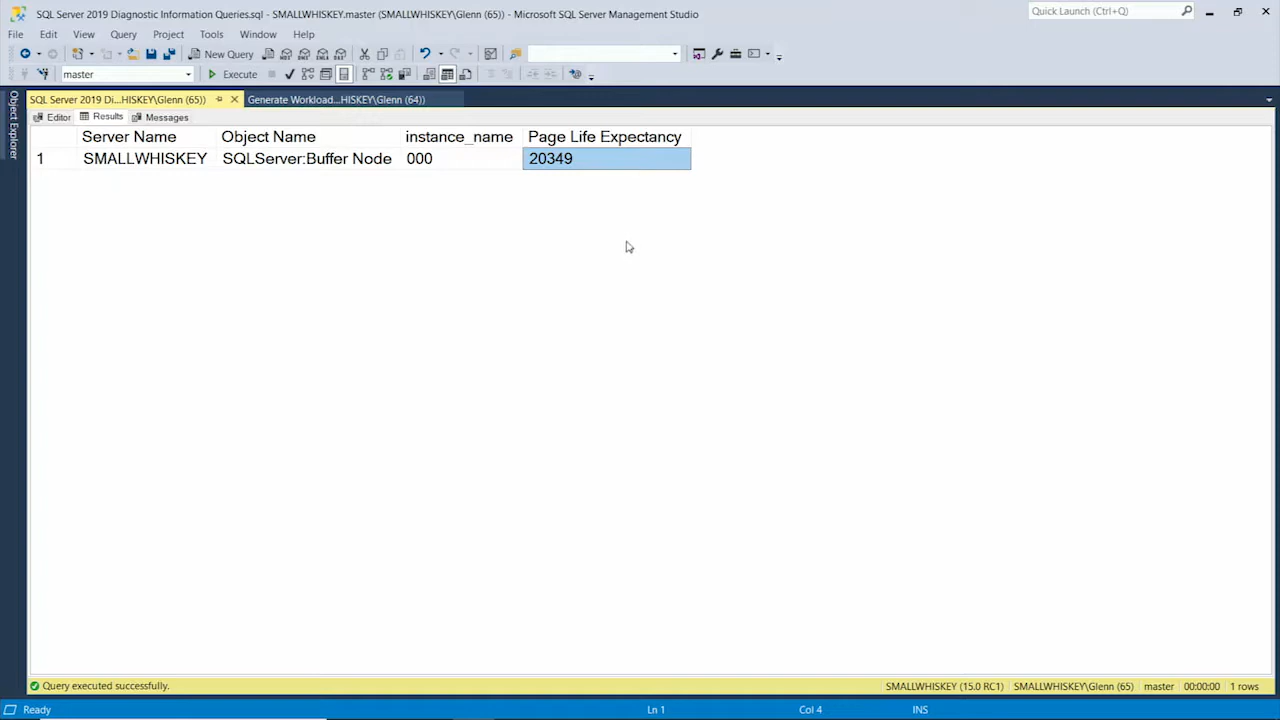 SQL Server 2019 Diagnostic Information Queries.sql - SMALLWHISKEY.master (SMALLWHISKEY\Glenn (65)) - Microsoft SQL Server Management Studio
Quick Launch (Ctrl+Q)
File Edit View Query Project Tools Window Help
New Query
master
Execute
Object Explorer
SQL Server 2019 Di...HISKEY\Glenn (65))
Generate Workload...HISKEY\Glenn (64))
Editor Results Messages
Server Name Object Name instance_name Page Life Expectancy
1 SMALLWHISKEY SQLServer:Buffer Node 000 20349
Query executed successfully.
SMALLWHISKEY (15.0 RC1) SMALLWHISKEY\Glenn (65) master 00:00:00 1 rows
Ready Ln 1 Col 4 INS